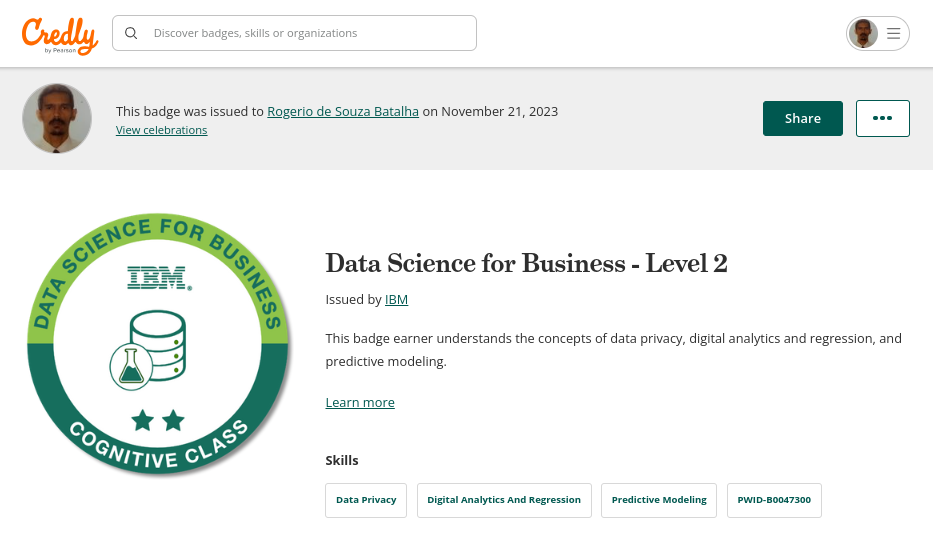 Credly
by Pearson
Discover badges, skills or organizations
This badge was issued to Rogerio de Souza Batalha on November 21, 2023
View celebrations
Share
DATA SCIENCE FOR BUSINESS
IBM®
COGNITIVE CLASS
Data Science for Business - Level 2
Issued by IBM
This badge earner understands the concepts of data privacy, digital analytics and regression, and
predictive modeling.
Learn more
Skills
Data Privacy
Digital Analytics And Regression
Predictive Modeling
PWID-B0047300